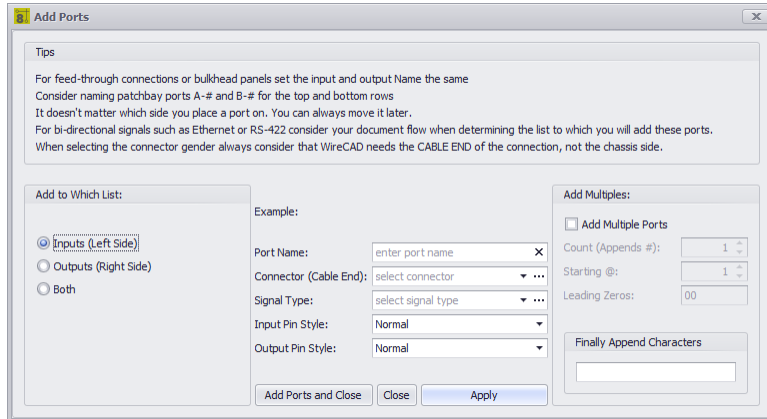 8 Add Ports
Tips
For feed-through connections or bulkhead panels set the input and output Name the same
Consider naming patchbay ports A-# and B-# for the top and bottom rows
It doesn't matter which side you place a port on. You can always move it later.
For bi-directional signals such as Ethernet or RS-422 consider your document flow when determining the list to which you will add these ports.
When selecting the connector gender always consider that WireCAD needs the CABLE END of the connection, not the chassis side.
Add to Which List:
Inputs (Left Side)
Outputs (Right Side)
Both
Example:
Port Name: enter port name
Connector (Cable End): select connector
Signal Type: select signal type
Input Pin Style: Normal
Output Pin Style: Normal
Add Ports and Close Close Apply
Add Multiples:
Add Multiple Ports
Count (Appends #): 1
Starting @: 1
Leading Zeros: 00
Finally Append Characters